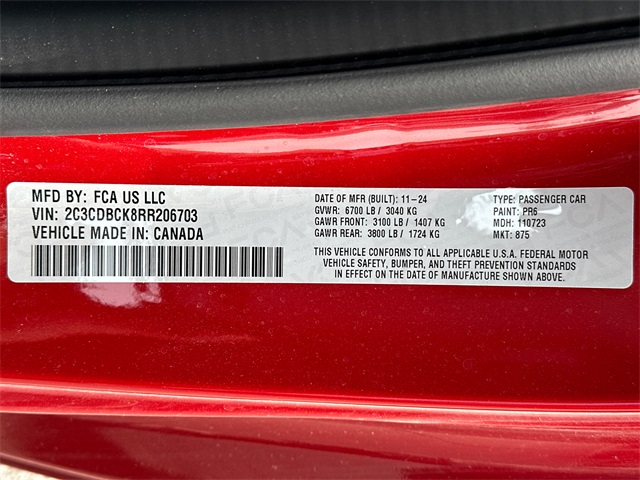 MFD BY: FCA US LLC
VIN: 2C3CDBCK8RR206703
VEHICLE MADE IN: CANADA
DATE OF MFR (BUILT): 11-24
GVWR: 6700 LB / 3040 KG
GAWR FRONT: 3100 LB / 1407 KG
GAWR REAR: 3800 LB / 1724 KG
TYPE: PASSENGER CAR
PAINT: PR6
MDH: 110723
MKT: 875
THIS VEHICLE CONFORMS TO ALL APPLICABLE U.S.A. FEDERAL MOTOR
VEHICLE SAFETY, BUMPER, AND THEFT PREVENTION STANDARDS
IN EFFECT ON THE DATE OF MANUFACTURE SHOWN ABOVE.